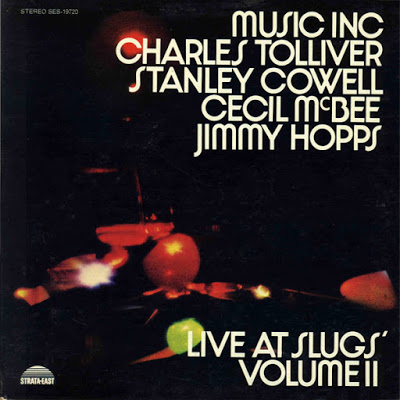 STEREO SES-19720
MUSIC INC
CHARLES TOLLIVER
STANLEY COWELL
CECIL McBEE
JIMMY HOPPS
LIVE AT SLUGS'
VOLUME II
STRATA-EAST